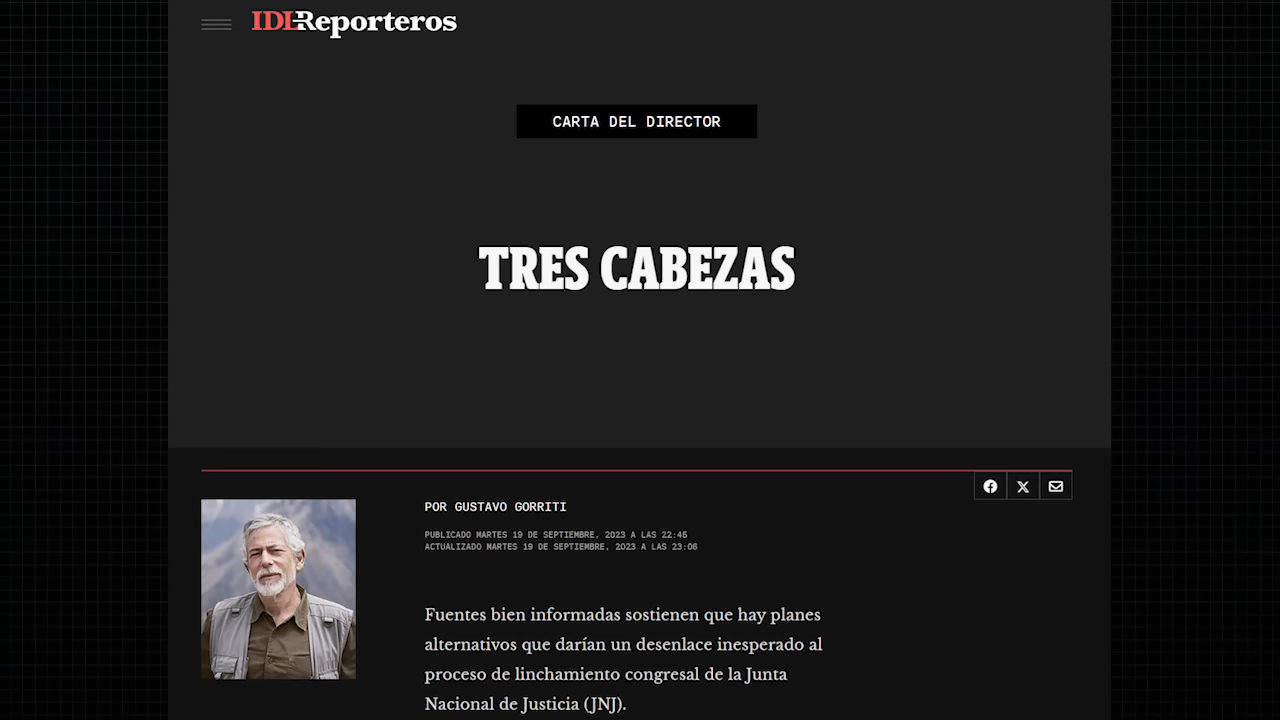 IDLReporteros
CARTA DEL DIRECTOR
TRES CABEZAS
POR GUSTAVO GORRITI
PUBLICADO MARTES 19 DE SEPTIEMBRE, 2023 A LAS 22:45
ACTUALIZADO MARTES 19 DE SEPTIEMBRE, 2023 A LAS 23:06
Fuentes bien informadas sostienen que hay planes
alternativos que darían un desenlace inesperado al
proceso de linchamiento congresal de la Junta
Nacional de Justicia (JNJ).